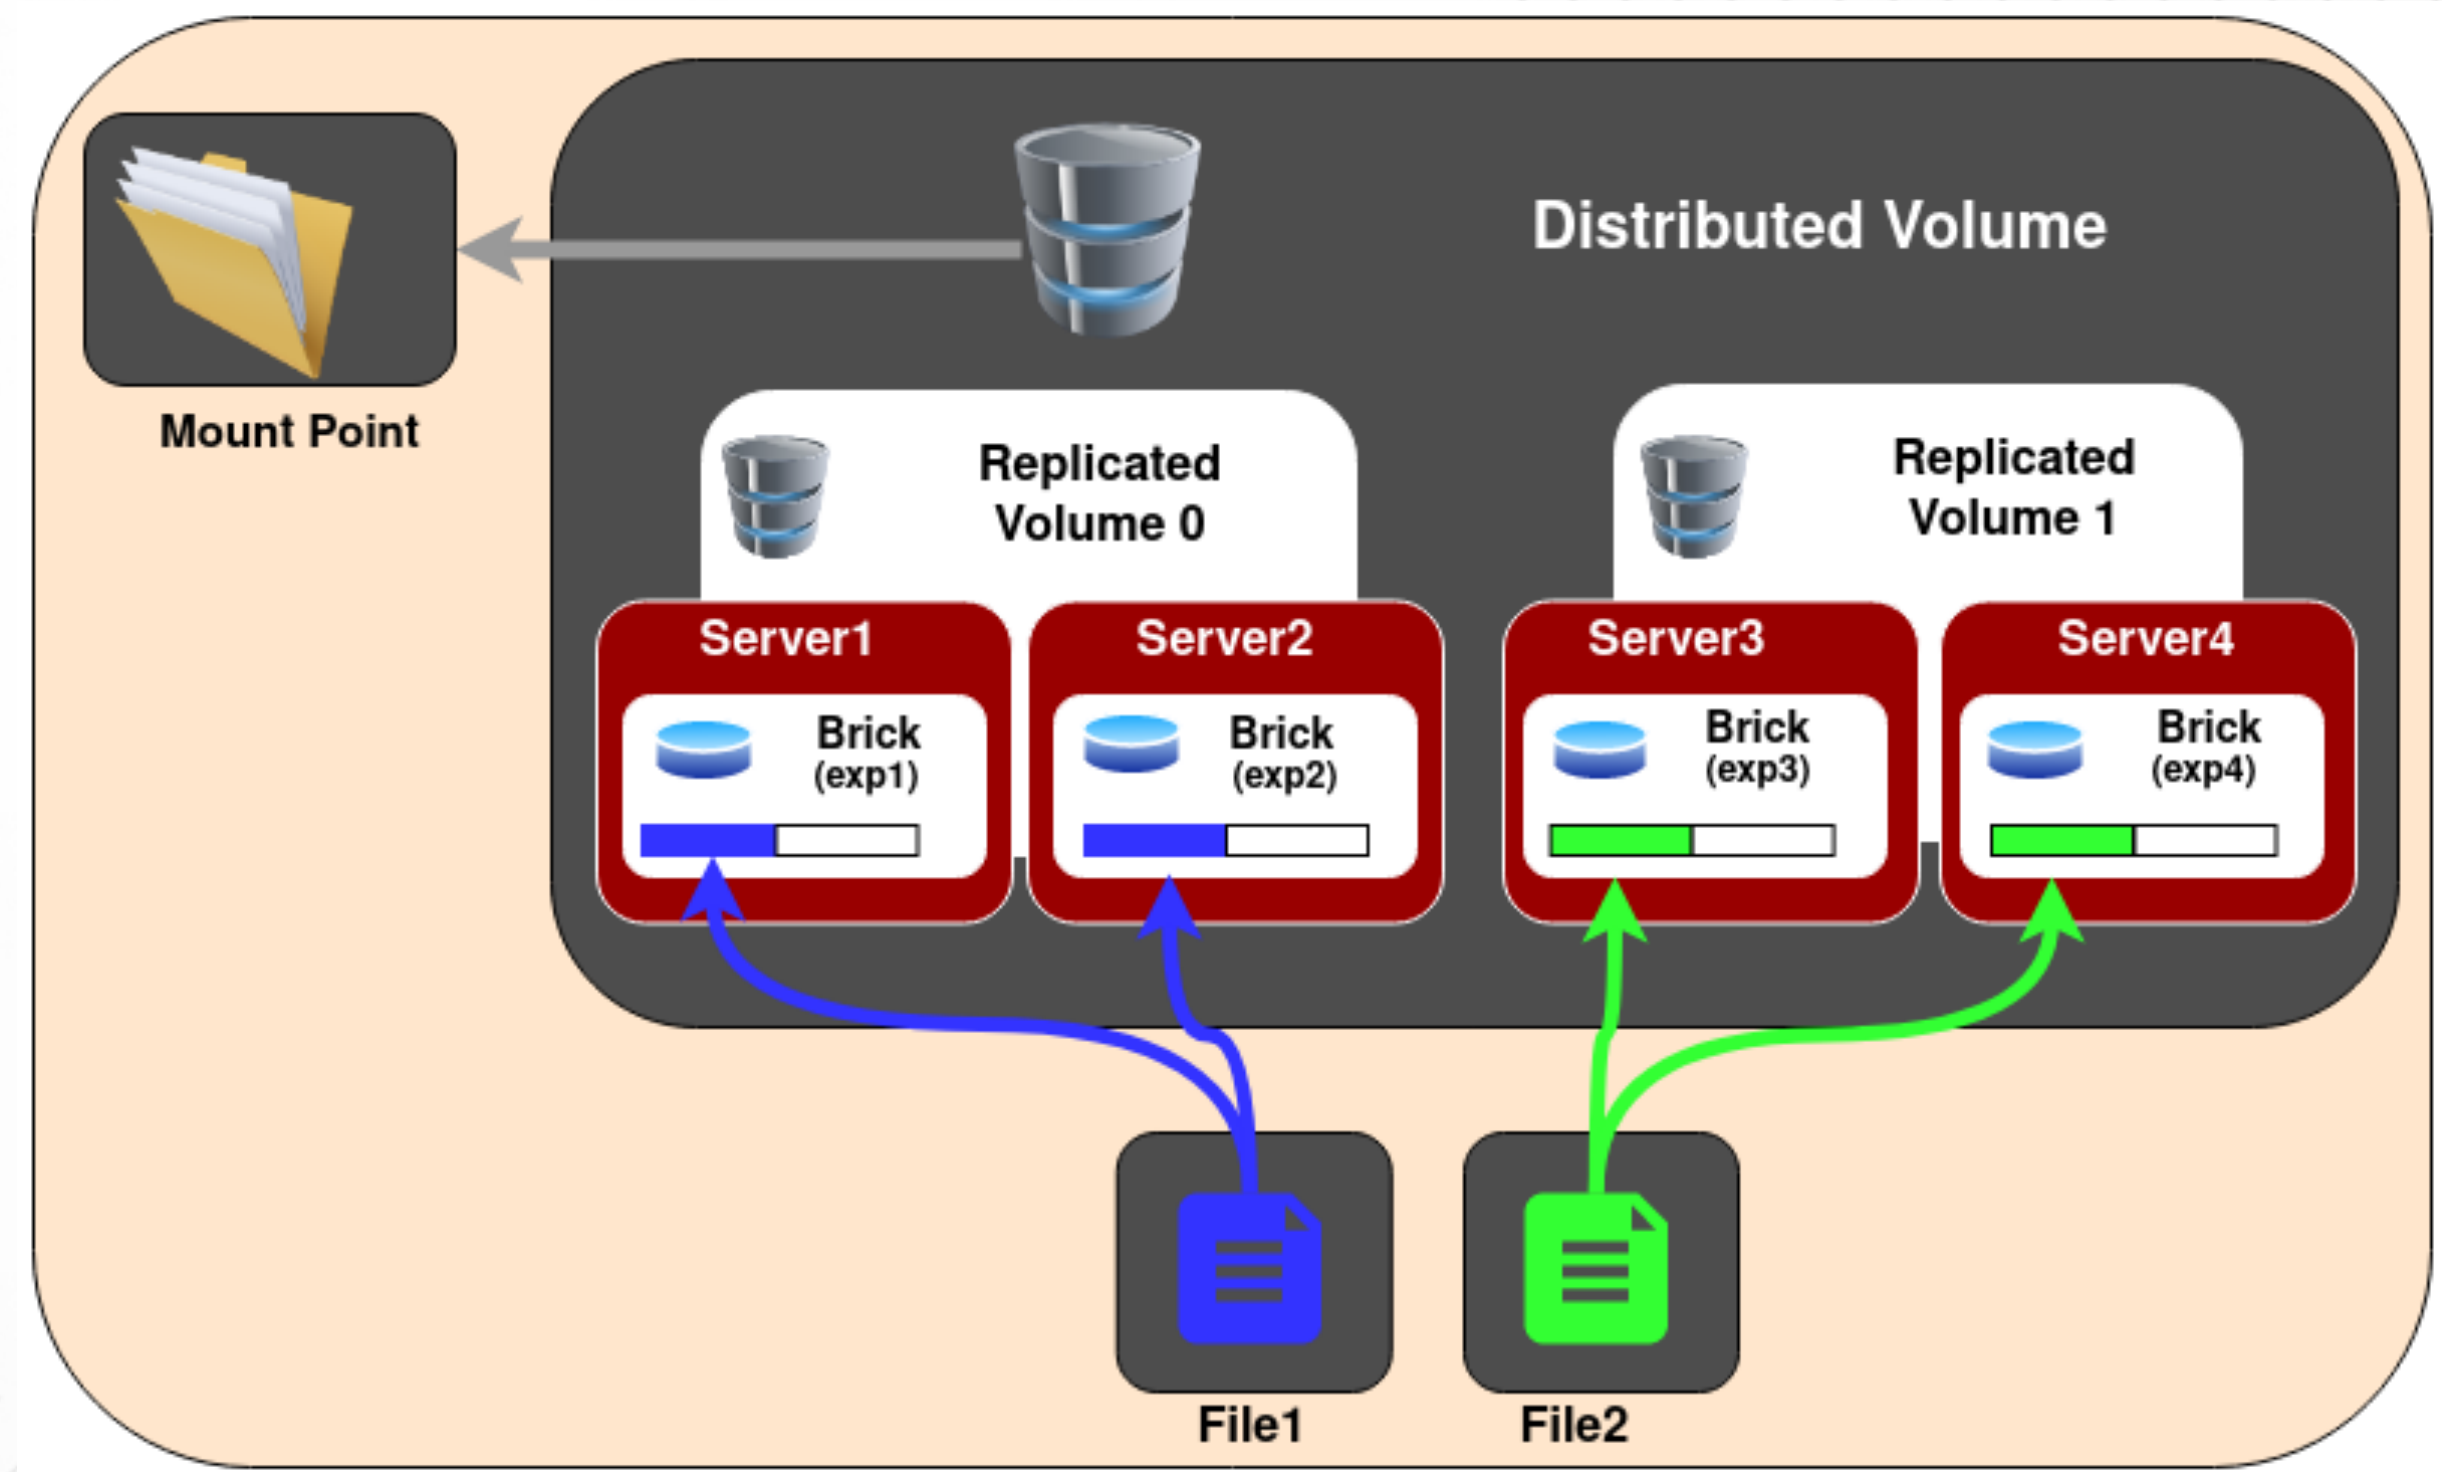 Distributed Volume
Mount Point
Replicated
Volume 0
Replicated
Volume 1
Server1
Server2
Server3
Server4
Brick
(exp1)
Brick
(exp2)
Brick
(exp3)
Brick
(exp4)
File1
File2